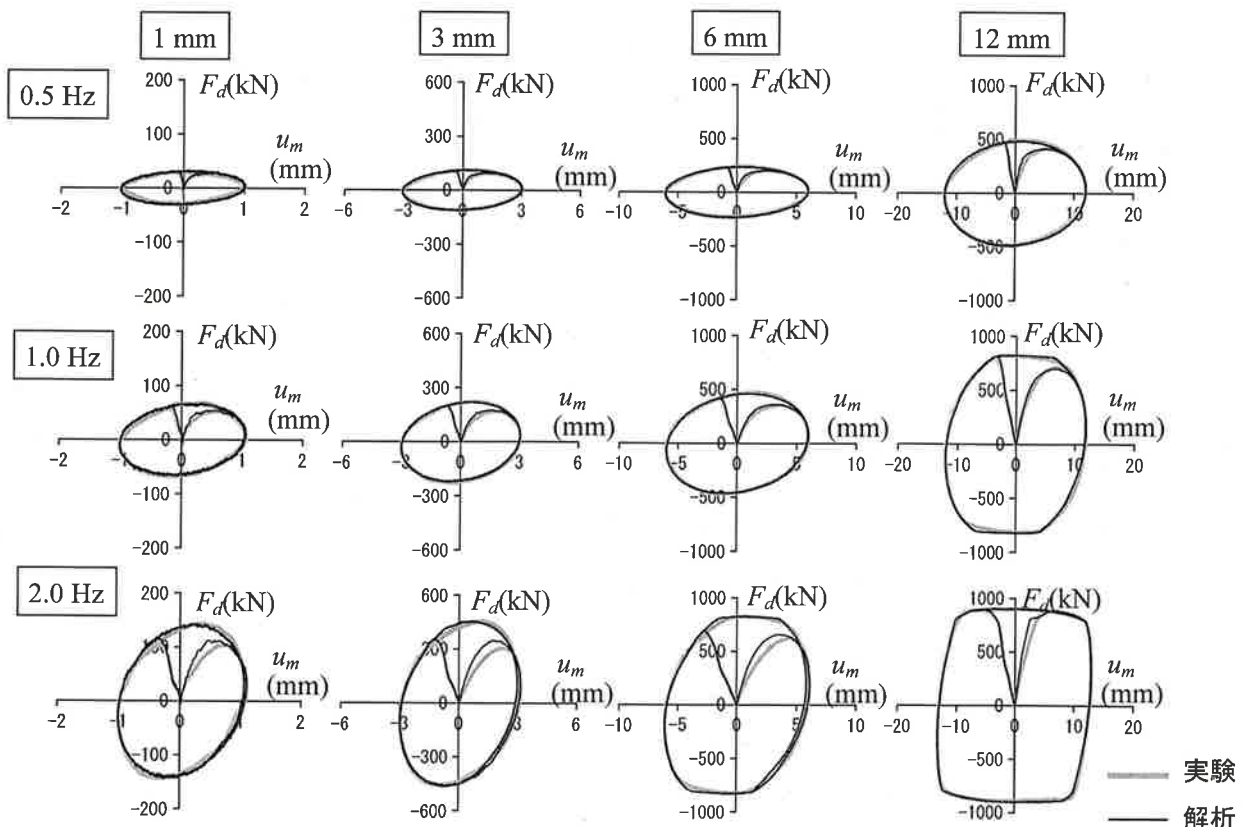 1 mm
3 mm
6 mm
12 mm
0.5 Hz
200
F_d(kN)
100
u_m
(mm)
0
-2
-1
0
1
2
-100
-200
600
F_d(kN)
300
u_m
(mm)
0
-6
-3
0
3
6
-300
-600
1000
F_d(kN)
500
u_m
(mm)
0
-10
-5
0
5
10
-500
-1000
1000
F_d(kN)
500
u_m
(mm)
0
-20
-10
0
10
20
-500
-1000
1.0 Hz
200
F_d(kN)
100
u_m
(mm)
0
-2
-1
0
1
2
-100
-200
600
F_d(kN)
300
u_m
(mm)
0
-6
-3
0
3
6
-300
-600
1000
F_d(kN)
500
u_m
(mm)
0
-10
-5
0
5
10
-500
-1000
1000
F_d(kN)
500
u_m
(mm)
0
-20
-10
0
10
20
-500
-1000
2.0 Hz
200
F_d(kN)
100
u_m
(mm)
0
-2
-1
0
1
2
-100
-200
600
F_d(kN)
300
u_m
(mm)
0
-6
-3
0
3
6
-300
-600
1000
F_d(kN)
500
u_m
(mm)
0
-10
-5
0
5
10
-500
-1000
1000
F_d(kN)
500
u_m
(mm)
0
-20
-10
0
10
20
-500
-1000
実験
解析